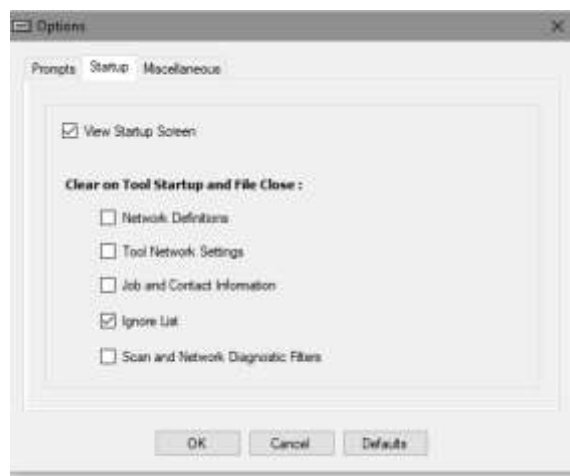 Options
Prompts Startup Miscellaneous
View Startup Screen
Clear on Tool Startup and File Close :
Network Definitions
Tool Network Settings
Job and Contact Information
Ignore List
Scan and Network Diagnostic Filters
OK Cancel Defaults